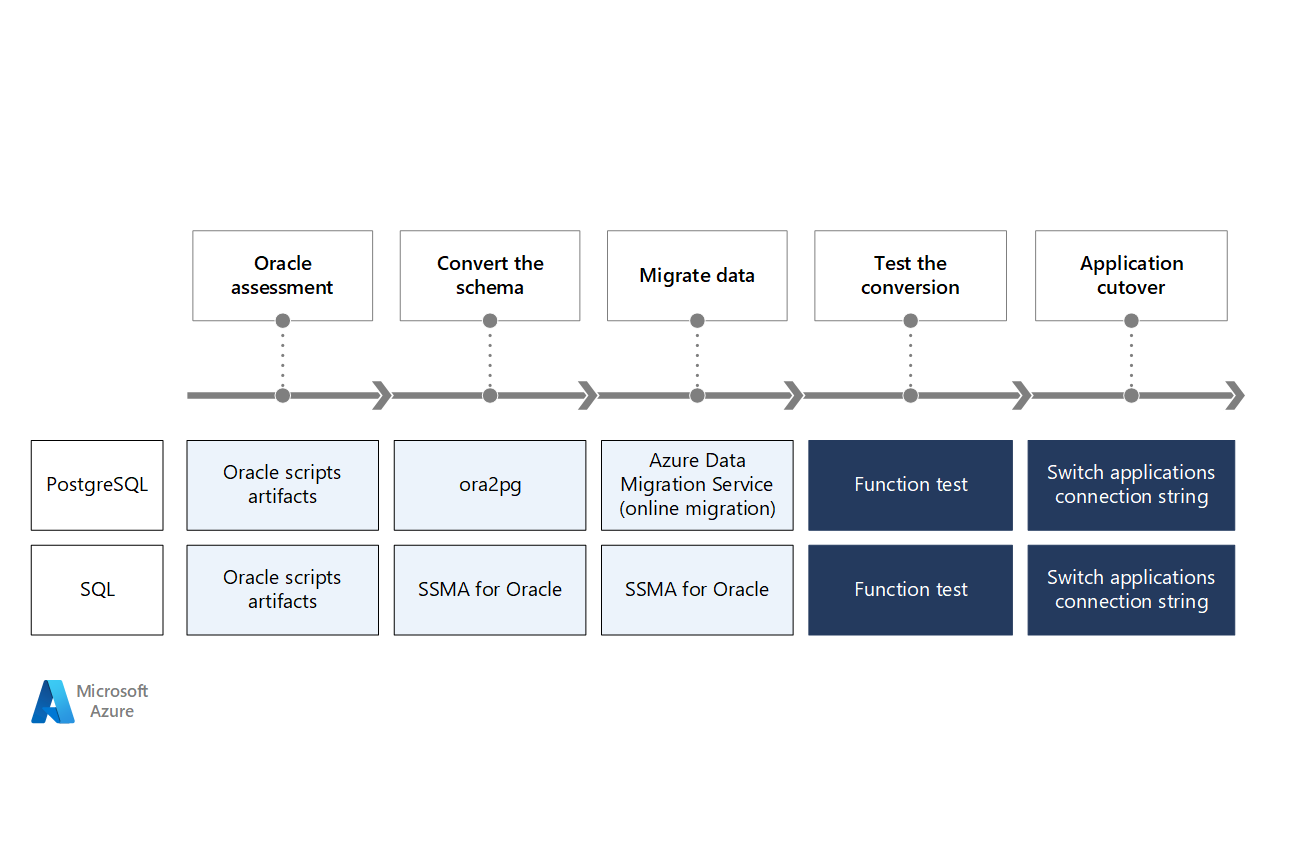 Oracle
assessment
Convert the
schema
Migrate data
Test the
conversion
Application
cutover
PostgreSQL
Oracle scripts
artifacts
ora2pg
Azure Data
Migration Service
(online migration)
Function test
Switch applications
connection string
SQL
Oracle scripts
artifacts
SSMA for Oracle
SSMA for Oracle
Function test
Switch applications
connection string
Microsoft
Azure